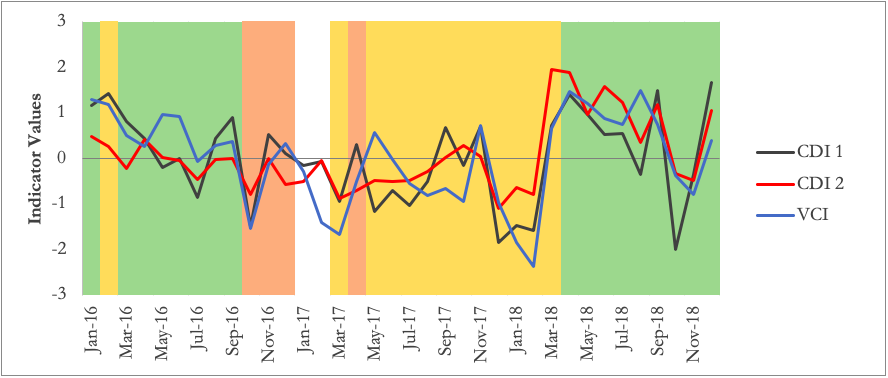 Indicator Values
3
2
1
0
-1
-2
-3
Jan-16
Mar-16
May-16
Jul-16
Sep-16
Nov-16
Jan-17
Mar-17
May-17
Jul-17
Sep-17
Nov-17
Jan-18
Mar-18
May-18
Jul-18
Sep-18
Nov-18
CDI 1
CDI 2
VCI